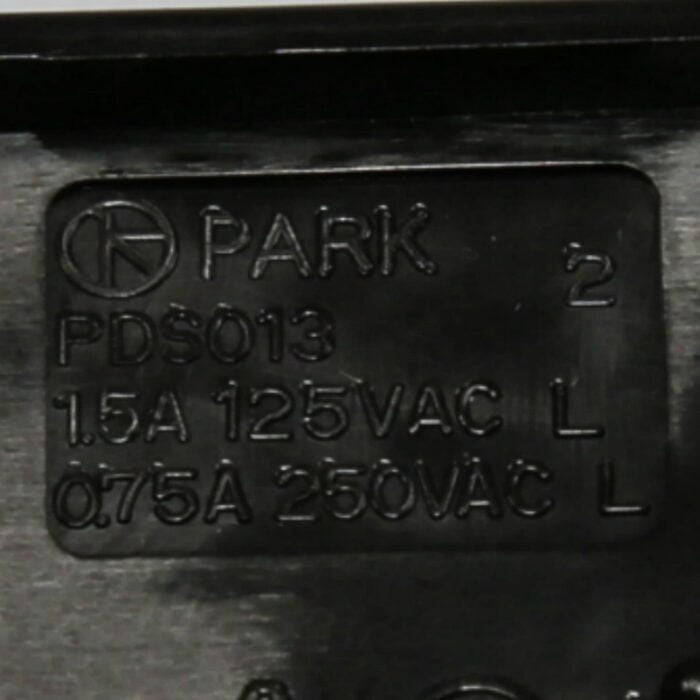 PARK 2
PDS013
1.5A 125VAC L
0.75A 250VAC L